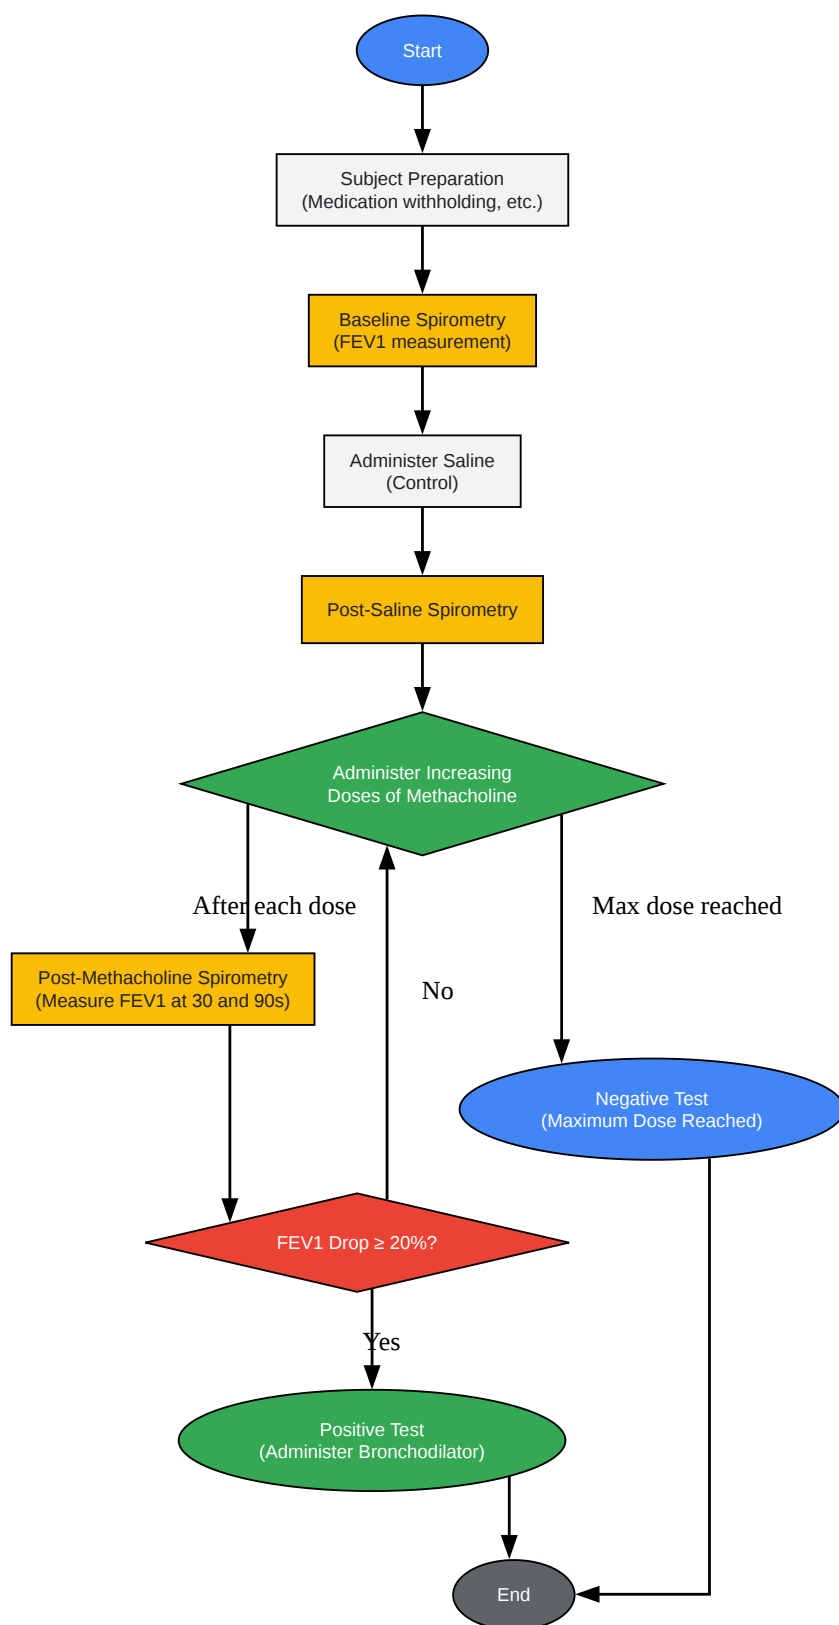 Start
Subject Preparation
(Medication withholding, etc.)
Baseline Spirometry
(FEV1 measurement)
Administer Saline
(Control)
Post-Saline Spirometry
Administer Increasing
Doses of Methacholine
After each dose
Max dose reached
Post-Methacholine Spirometry
(Measure FEV1 at 30 and 90s)
No
Negative Test
(Maximum Dose Reached)
FEV1 Drop ≥ 20%?
Yes
Positive Test
(Administer Bronchodilator)
End